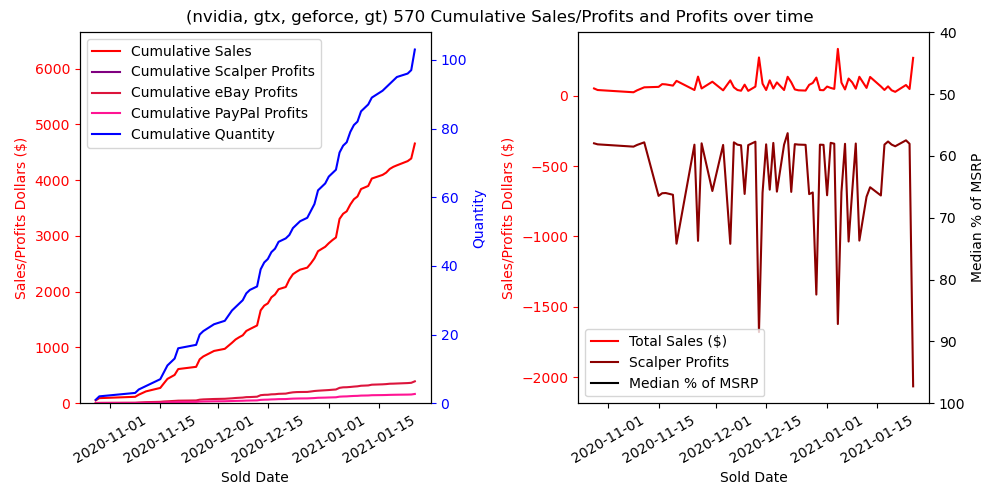 (nvidia, gtx, geforce, gt) 570 Cumulative Sales/Profits and Profits over time
Cumulative Sales
Cumulative Scalper Profits
Cumulative eBay Profits
Cumulative PayPal Profits
Cumulative Quantity
Sales/Profits Dollars ($)
6000
5000
4000
3000
2000
1000
0
100
80
60
40
20
0
Quantity
2020-11-01
2020-11-15
2020-12-01
2020-12-15
2021-01-01
2021-01-15
Sold Date
Sales/Profits Dollars ($)
0
−500
−1000
−1500
−2000
Total Sales ($)
Scalper Profits
Median % of MSRP
40
50
60
70
80
90
100
Median % of MSRP
2020-11-01
2020-11-15
2020-12-01
2020-12-15
2021-01-01
2021-01-15
Sold Date